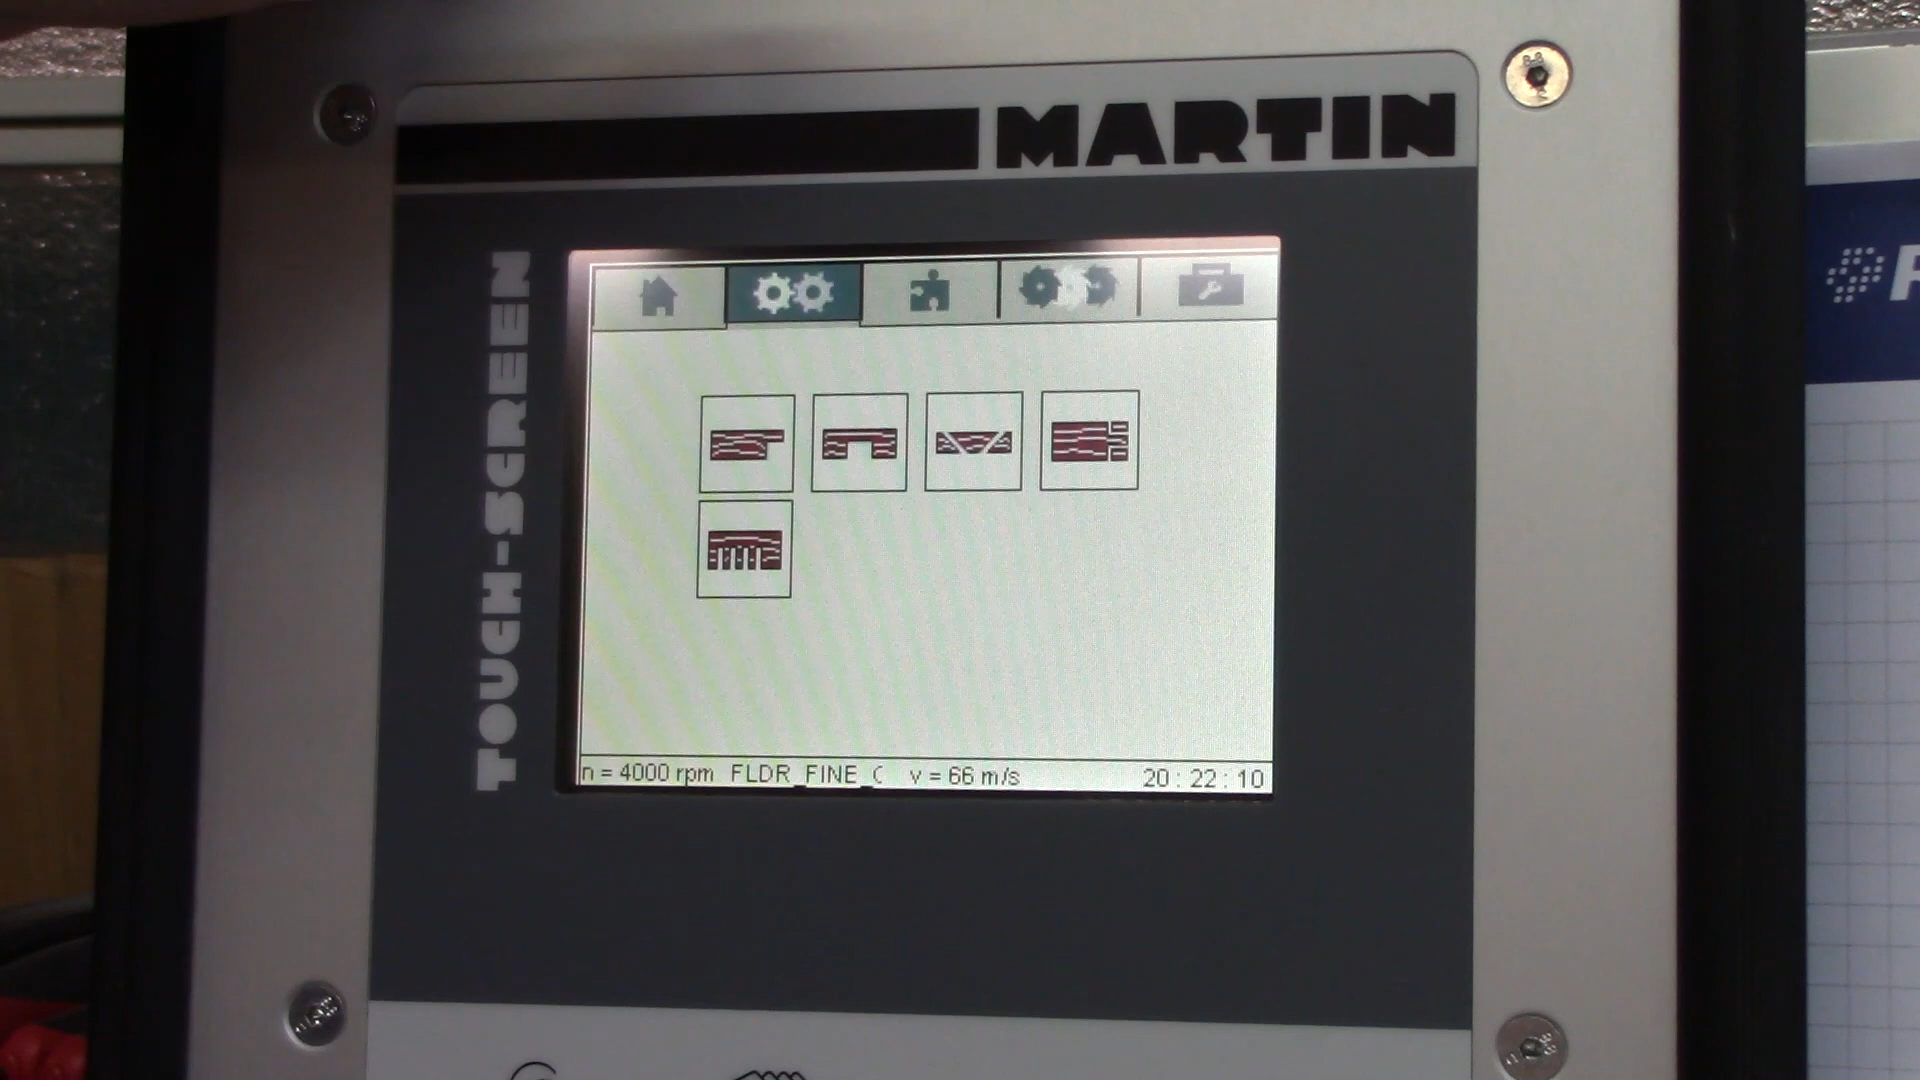 MARTIN
TOUCH-SCREEN
n = 4000 rpm FLDR_FINE_ v = 66 m/s 20 : 22 : 10